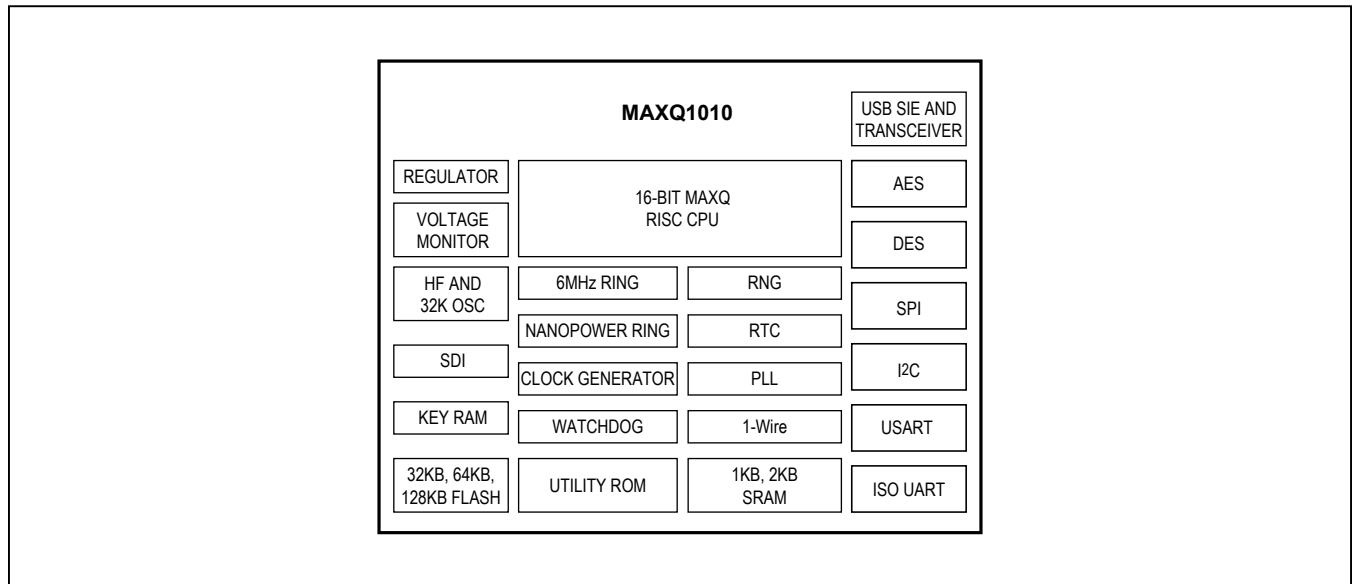 MAXQ1010
USB SIE AND
TRANSCEIVER
REGULATOR
16-BIT MAXQ
RISC CPU
AES
VOLTAGE
MONITOR
DES
HF AND
32K OSC
6MHz RING
RNG
SPI
NANOPOWER RING
RTC
SDI
CLOCK GENERATOR
PLL
I2C
KEY RAM
WATCHDOG
1-Wire
USART
32KB, 64KB,
128KB FLASH
UTILITY ROM
1KB, 2KB
SRAM
ISO UART